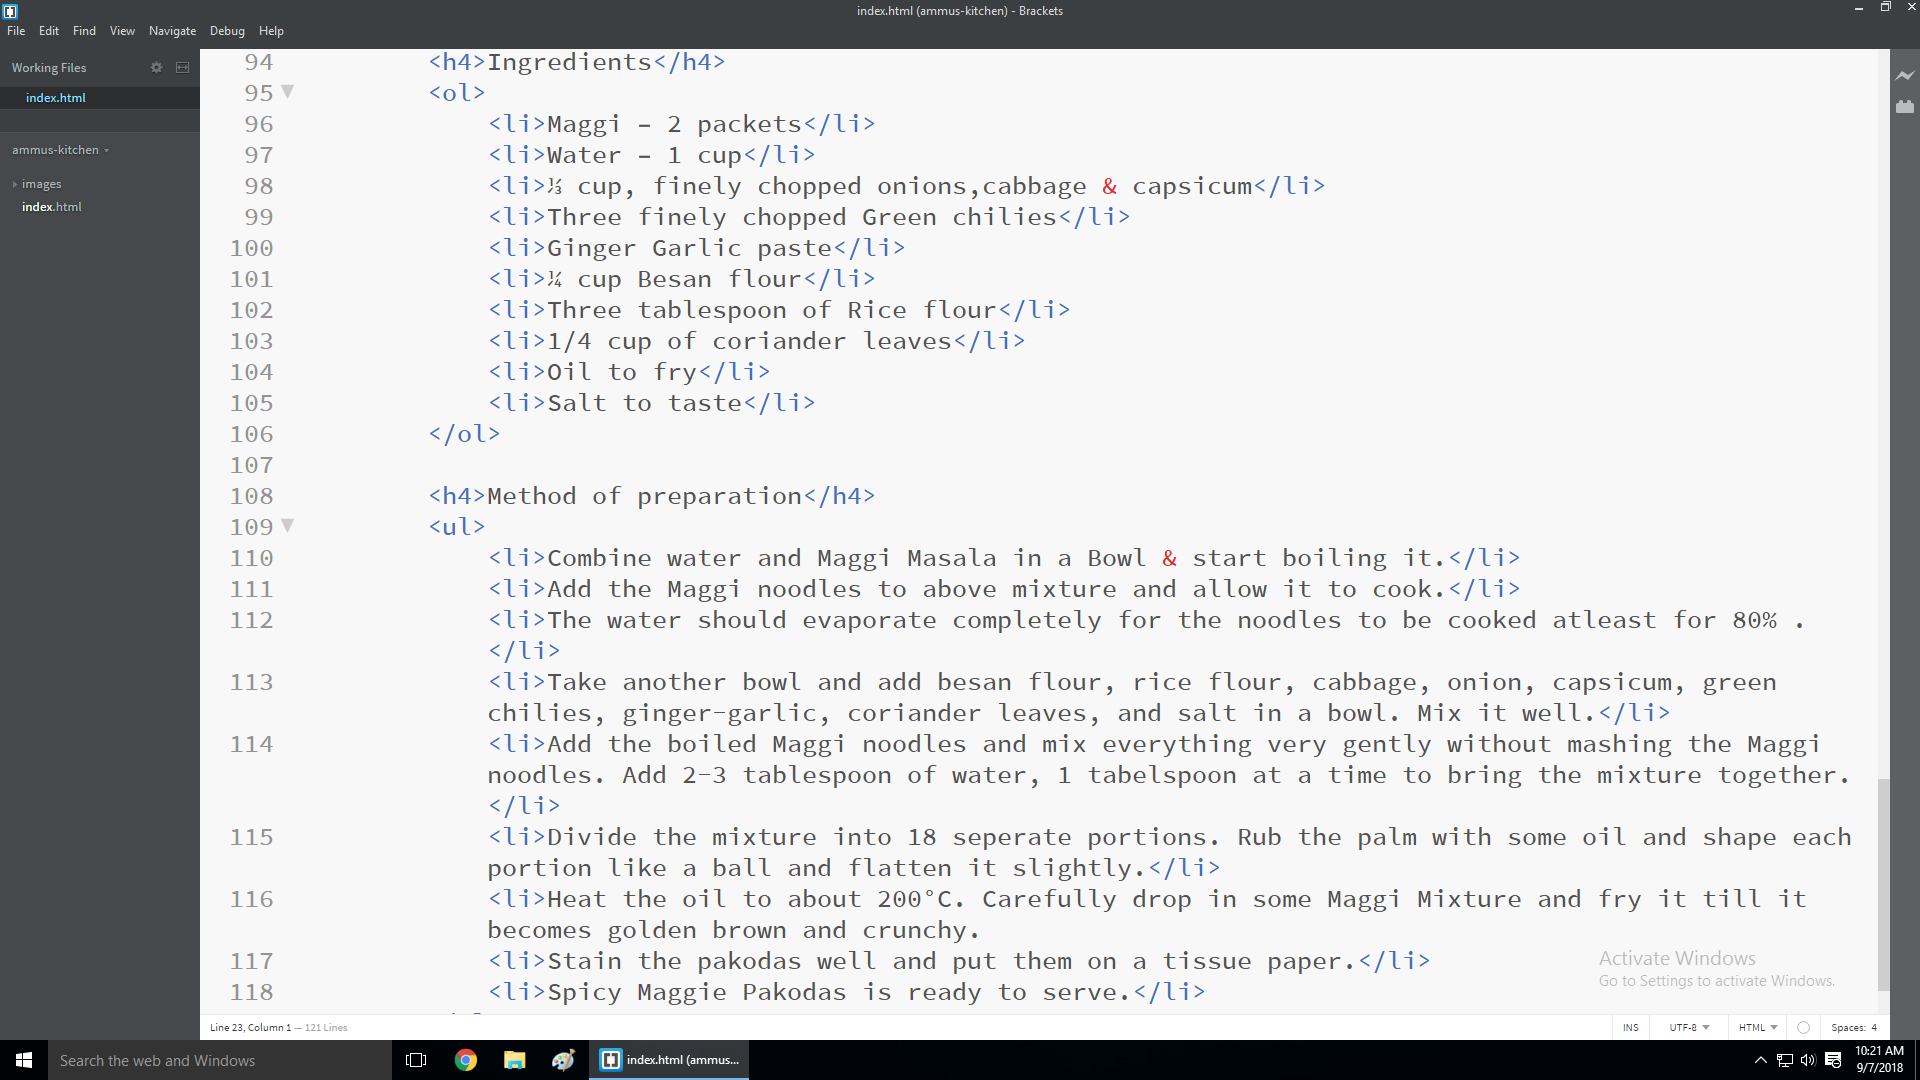 index.html (ammus-kitchen) - Brackets
File Edit Find View Navigate Debug Help
Working Files
index.html
ammus-kitchen
images
index.html
94 <h4>Ingredients</h4>
95 <ol>
96 <li>Maggi – 2 packets</li>
97 <li>Water – 1 cup</li>
98 <li>⅓ cup, finely chopped onions,cabbage & capsicum</li>
99 <li>Three finely chopped Green chilies</li>
100 <li>Ginger Garlic paste</li>
101 <li>¼ cup Besan flour</li>
102 <li>Three tablespoon of Rice flour</li>
103 <li>1/4 cup of coriander leaves</li>
104 <li>Oil to fry</li>
105 <li>Salt to taste</li>
106 </ol>
107
108 <h4>Method of preparation</h4>
109 <ul>
110 <li>Combine water and Maggi Masala in a Bowl & start boiling it.</li>
111 <li>Add the Maggi noodles to above mixture and allow it to cook.</li>
112 <li>The water should evaporate completely for the noodles to be cooked atleast for 80% .
</li>
113 <li>Take another bowl and add besan flour, rice flour, cabbage, onion, capsicum, green
chilies, ginger-garlic, coriander leaves, and salt in a bowl. Mix it well.</li>
114 <li>Add the boiled Maggi noodles and mix everything very gently without mashing the Maggi
noodles. Add 2-3 tablespoon of water, 1 tabelspoon at a time to bring the mixture together.
</li>
115 <li>Divide the mixture into 18 seperate portions. Rub the palm with some oil and shape each
portion like a ball and flatten it slightly.</li>
116 <li>Heat the oil to about 200°C. Carefully drop in some Maggi Mixture and fry it till it
becomes golden brown and crunchy.
117 <li>Stain the pakodas well and put them on a tissue paper.</li>
118 <li>Spicy Maggie Pakodas is ready to serve.</li>
Activate Windows
Go to Settings to activate Windows.
Line 23, Column 1 — 121 Lines
INS UTF-8 HTML Spaces: 4
Search the web and Windows
index.html (ammus...
10:21 AM
9/7/2018